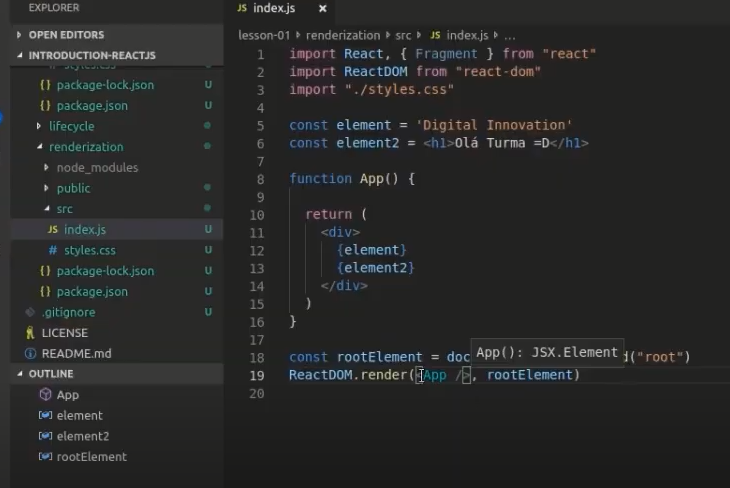 EXPLORER
OPEN EDITORS
INTRODUCTION-REACTJS
styles.css U
{} package-lock.json U
{} package.json U
lifecycle
renderization
node_modules
public
src
JS index.js U
# styles.css U
{} package-lock.json U
{} package.json U
.gitignore U
LICENSE
README.md
OUTLINE
App
element
element2
rootElement
JS index.js ×
lesson-01 › renderization › src › JS index.js › ...
1 import React, { Fragment } from "react"
2 import ReactDOM from "react-dom"
3 import "./styles.css"
4
5 const element = 'Digital Innovation'
6 const element2 = <h1>Olá Turma =D</h1>
7
8 function App() {
9
10 return (
11 <div>
12 {element}
13 {element2}
14 </div>
15 )
16 }
17
App(): JSX.Element
18 const rootElement = doc d("root")
19 ReactDOM.render(<App />, rootElement)
20